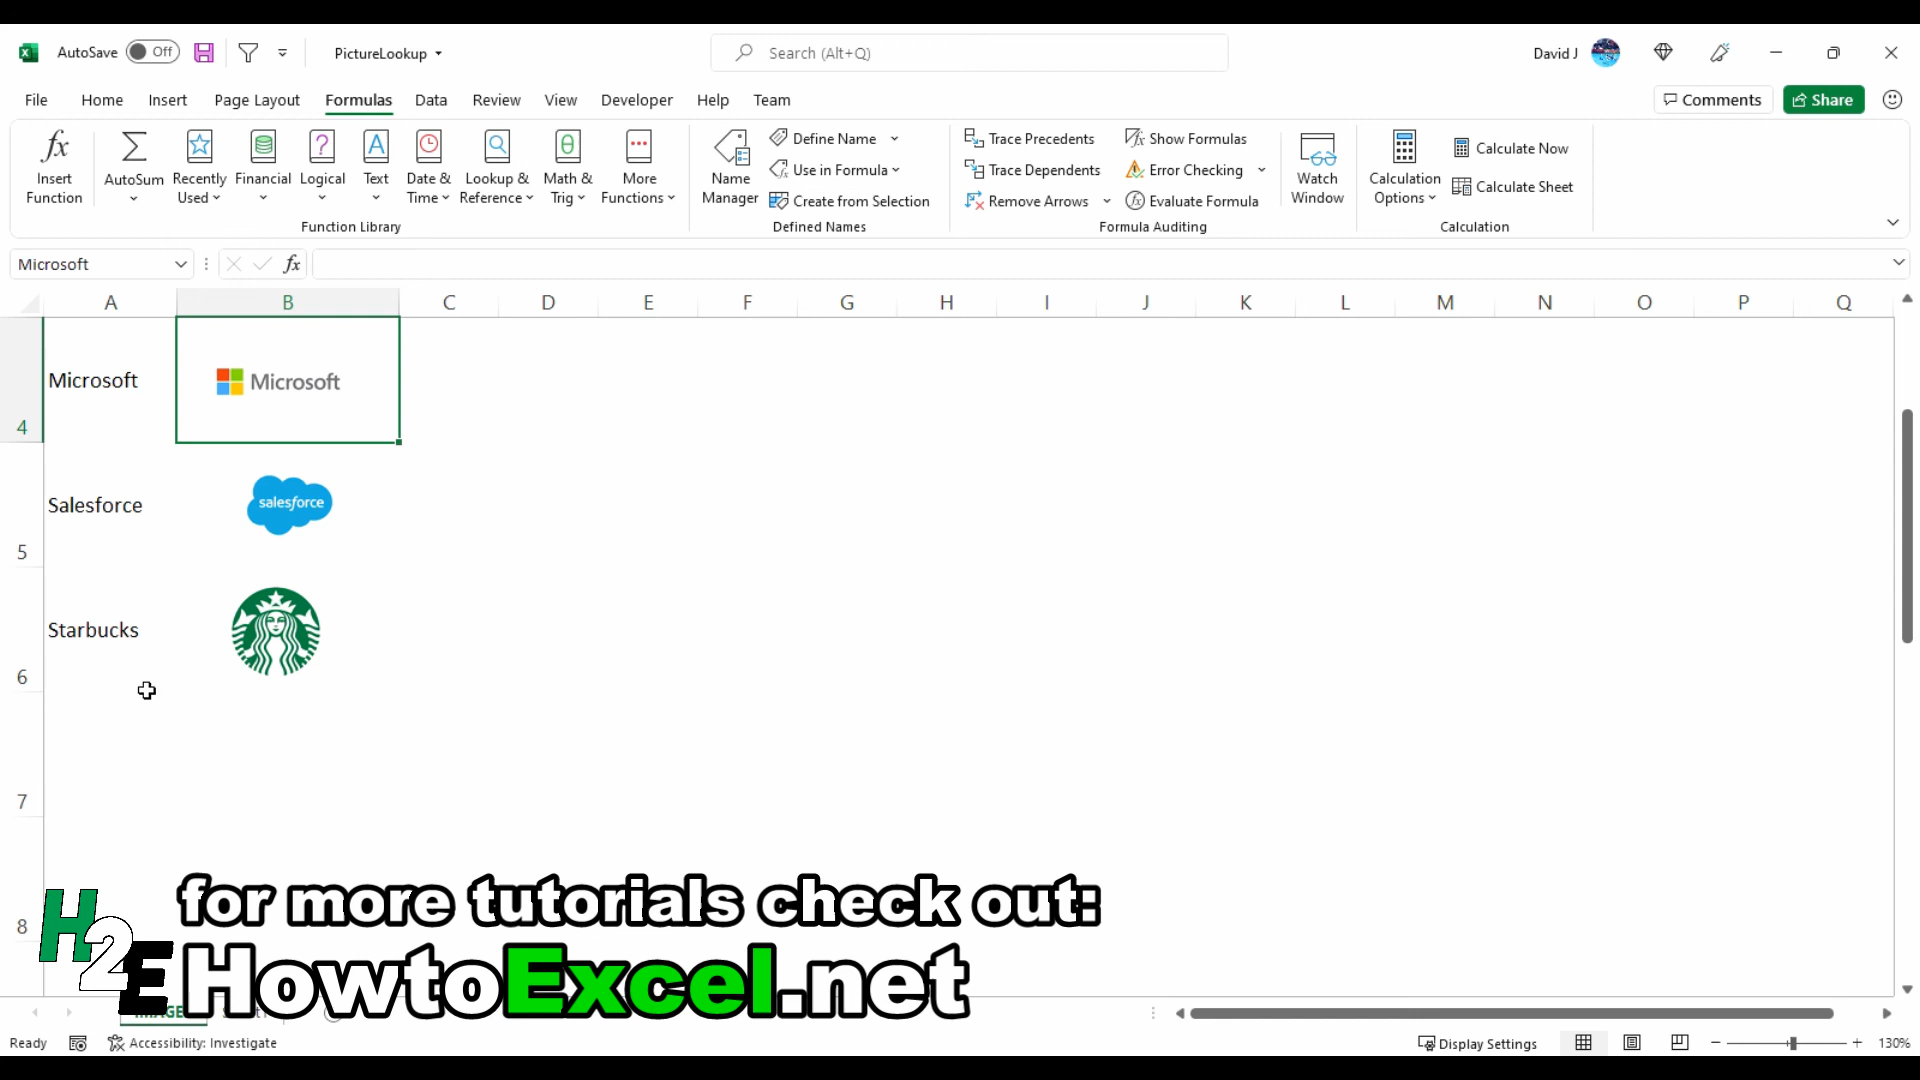 AutoSave Off PictureLookup Search (Alt+Q) David J
File Home Insert Page Layout Formulas Data Review View Developer Help Team Comments Share
Insert Function
AutoSum
Recently Used
Financial
Logical
Text
Date & Time
Lookup & Reference
Math & Trig
More Functions
Function Library
Name Manager
Define Name
Use in Formula
Create from Selection
Defined Names
Trace Precedents
Trace Dependents
Remove Arrows
Show Formulas
Error Checking
Evaluate Formula
Formula Auditing
Watch Window
Calculation Options
Calculate Now
Calculate Sheet
Calculation
Microsoft fx
A B C D E F G H I J K L M N O P Q
Microsoft Microsoft
4
Salesforce salesforce
5
Starbucks
6
7
8
for more tutorials check out:
H2E HowtoExcel.net
Ready Accessibility: Investigate Display Settings 130%